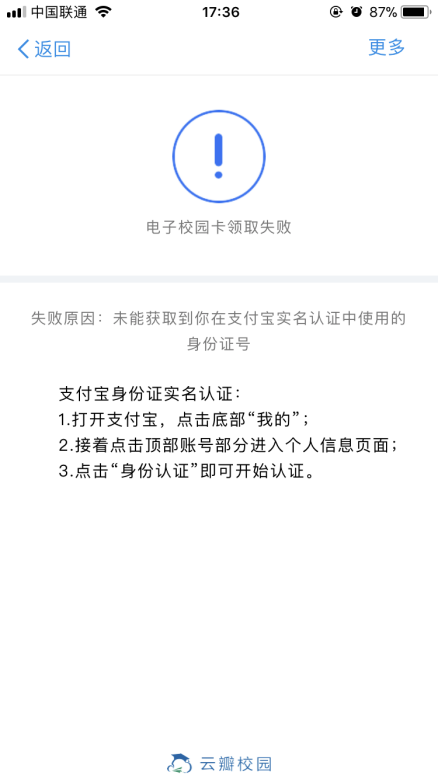 中国联通 17:36 87%
返回 更多
电子校园卡领取失败
失败原因：未能获取到你在支付宝实名认证中使用的
身份证号
支付宝身份证实名认证：
1.打开支付宝，点击底部“我的”；
2.接着点击顶部账号部分进入个人信息页面；
3.点击“身份认证”即可开始认证。
云瓣校园